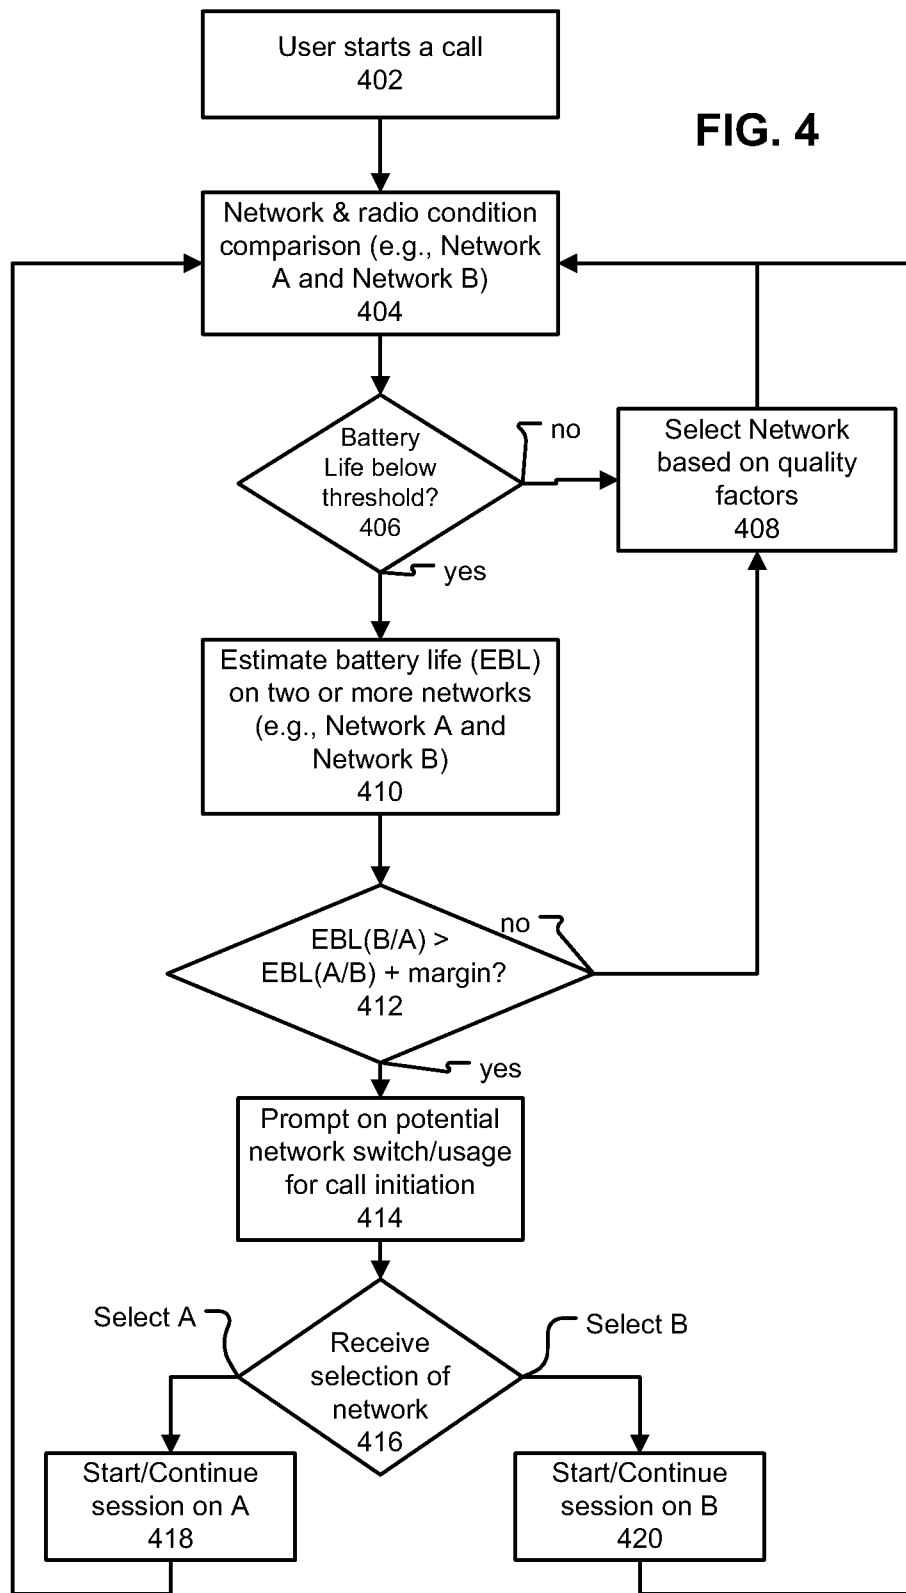 User starts a call
402
FIG. 4
Network & radio condition
comparison (e.g., Network
A and Network B)
404
Battery
Life below
threshold?
406
no
Select Network
based on quality
factors
408
yes
Estimate battery life (EBL)
on two or more networks
(e.g., Network A and
Network B)
410
EBL(B/A) >
EBL(A/B) + margin?
412
no
yes
Prompt on potential
network switch/usage
for call initiation
414
Select A
Select B
Receive
selection of
network
416
Start/Continue
session on A
418
Start/Continue
session on B
420